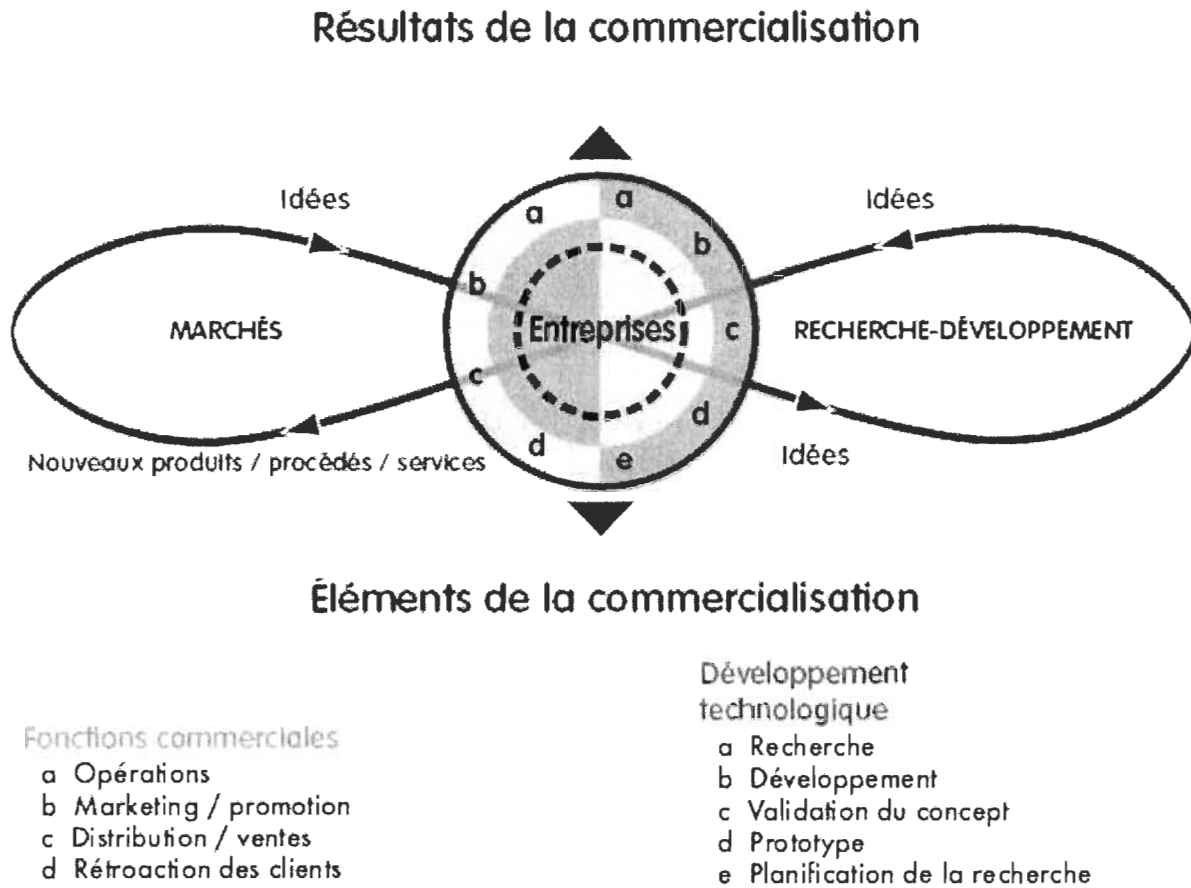 Résultats de la commercialisation
Idées
Idées
a
a
b
b
MARCHÉS
Entreprises
c
RECHERCHE-DÉVELOPPEMENT
c
d
d
e
Nouveaux produits / procédés / services
Idées
Éléments de la commercialisation
Fonctions commerciales
a Opérations
b Marketing / promotion
c Distribution / ventes
d Rétroaction des clients
Développement
technologique
a Recherche
b Développement
c Validation du concept
d Prototype
e Planification de la recherche